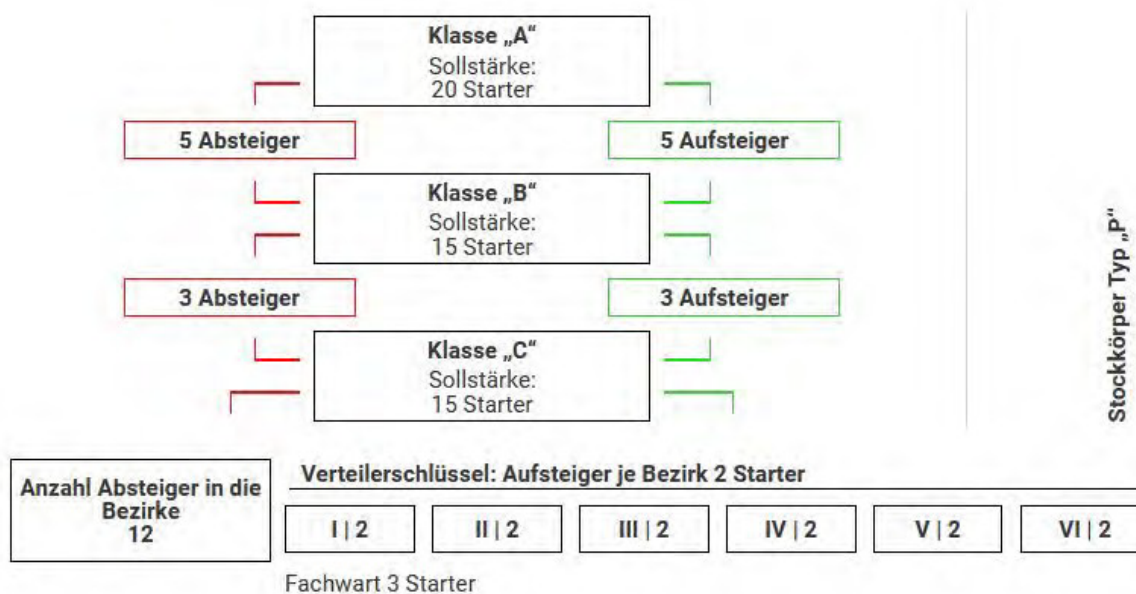 Klasse „A“
Sollstärke:
20 Starter
5 Absteiger
5 Aufsteiger
Klasse „B“
Sollstärke:
15 Starter
3 Absteiger
3 Aufsteiger
Klasse „C“
Sollstärke:
15 Starter
Stockkörper Typ „P“
Anzahl Absteiger in die
Bezirke
12
Verteilerschlüssel: Aufsteiger je Bezirk 2 Starter
I | 2
II | 2
III | 2
IV | 2
V | 2
VI | 2
Fachwart 3 Starter